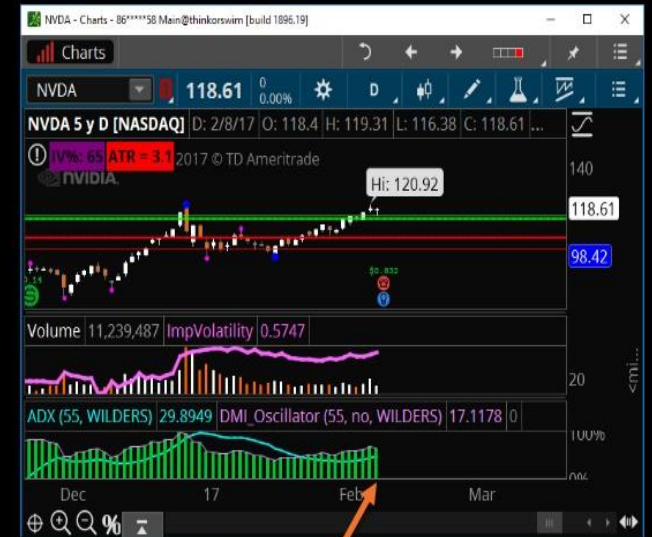 NVDA - Charts - 86*****58 Main@thinkorswim [build 1896.19]
Charts
NVDA 118.61 0 0.00% D
NVDA 5 y D [NASDAQ] D: 2/8/17 O: 118.4 H: 119.31 L: 116.38 C: 118.61 ...
IV%: 65 ATR = 3.1 2017 © TD Ameritrade
NVIDIA.
140
Hi: 120.92
118.61
98.42
$0.832
Volume 11,239,487 ImpVolatility 0.5747
20
<mi...
ADX (55, WILDERS) 29.8949 DMI_Oscillator (55, no, WILDERS) 17.1178 0
100%
0%
Dec 17 Feb Mar
%